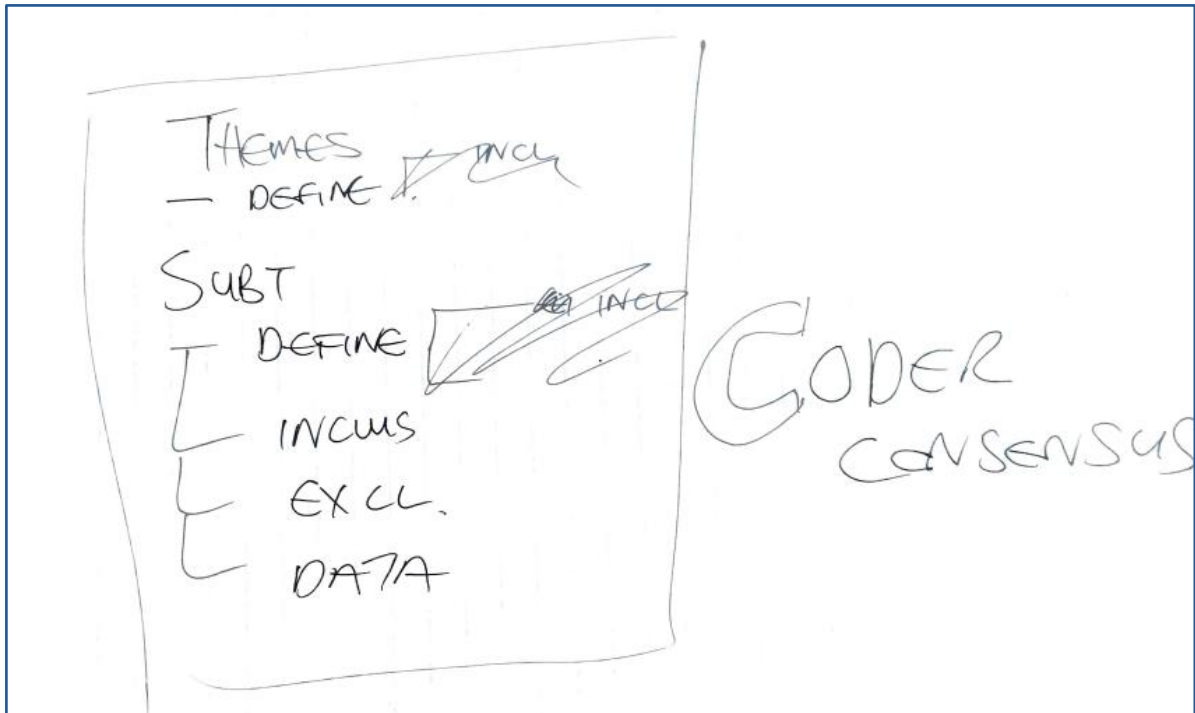 THEMES
— DEFINE INCL
SUBT
DEFINE INCL
INCLUS
EXCL.
DATA
CODER
CONSENSUS